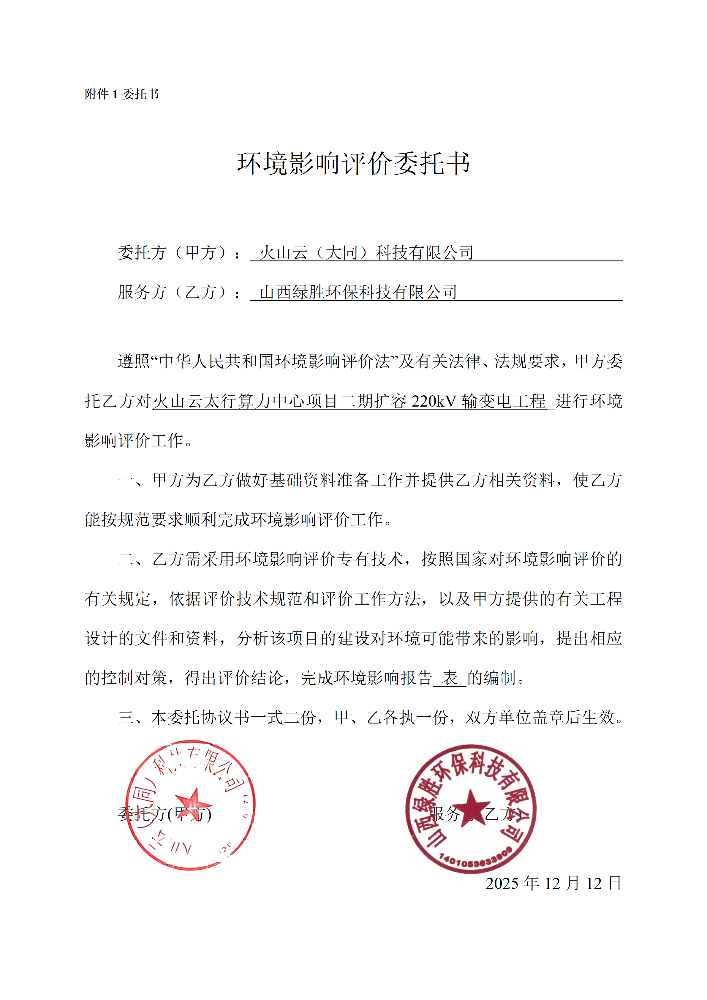 附件 1 委托书
环境影响评价委托书
委托方（甲方）： 火山云（大同）科技有限公司
服务方（乙方）： 山西绿胜环保科技有限公司
遵照“中华人民共和国环境影响评价法”及有关法律、法规要求，甲方委
托乙方对火山云太行算力中心项目二期扩容 220kV 输变电工程 进行环境
影响评价工作。
一、甲方为乙方做好基础资料准备工作并提供乙方相关资料，使乙方
能按规范要求顺利完成环境影响评价工作。
二、乙方需采用环境影响评价专有技术，按照国家对环境影响评价的
有关规定，依据评价技术规范和评价工作方法，以及甲方提供的有关工程
设计的文件和资料，分析该项目的建设对环境可能带来的影响，提出相应
的控制对策，得出评价结论，完成环境影响报告 表 的编制。
三、本委托协议书一式二份，甲、乙各执一份，双方单位盖章后生效。
山云（大同）科技有限公司
委托方(甲方)
山西绿胜环保科技有限公司
服务 乙方)
2025 年 12 月 12 日